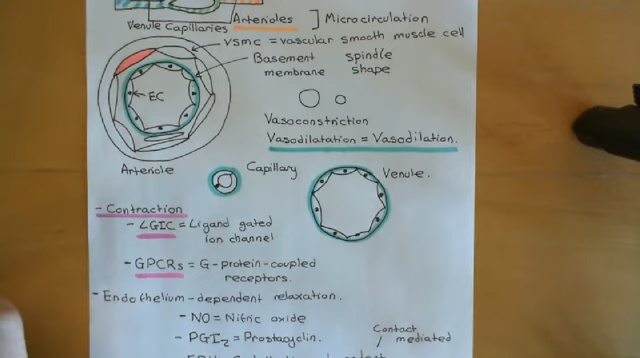 Arterioles ] Microcirculation
Venule Capillaries
VSMC = vascular smooth muscle cell
Basement membrane
spindle shape
EC
Vasoconstriction
Vasodilatation = Vasodilation.
Arteriole
Capillary
Venule.
- Contraction
- LGIC = Ligand gated
ion channel
- GPCRs = G-protein-coupled
receptors.
- Endothelium-dependent relaxation.
- NO = Nitric oxide
- PGI2 = Prostacyclin.
Contact
mediated